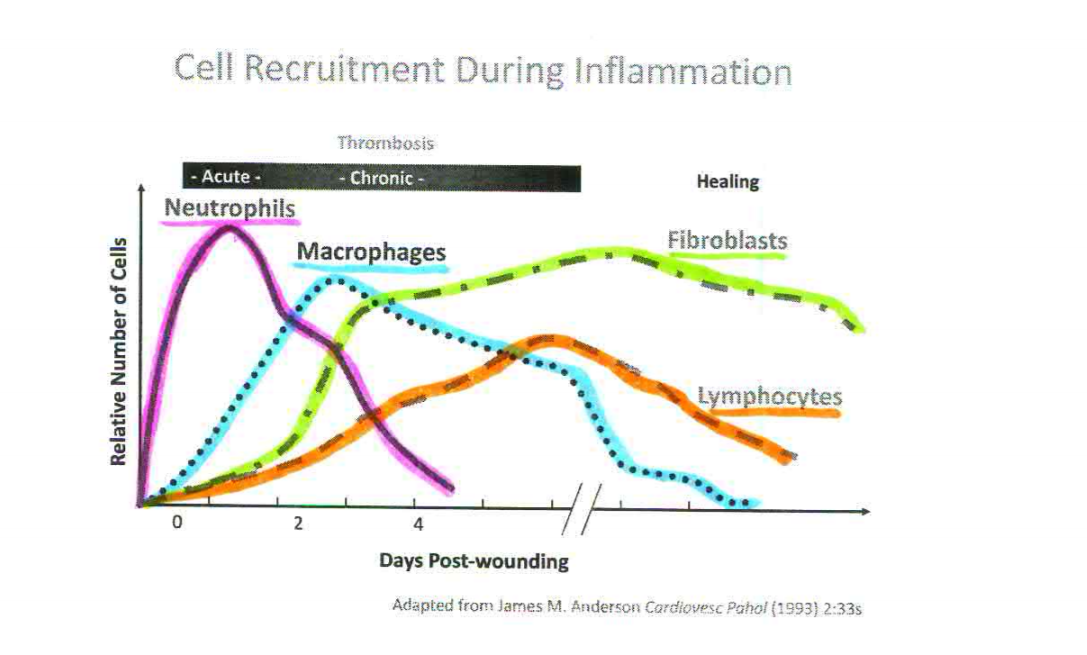 Cell Recruitment During Inflammation
Thrombosis
- Acute -
- Chronic -
Healing
Neutrophils
Macrophages
Fibroblasts
Lymphocytes
Relative Number of Cells
0 2 4
Days Post-wounding
Adapted from James M. Anderson Cardiovesc Pahol (1993) 2:33s